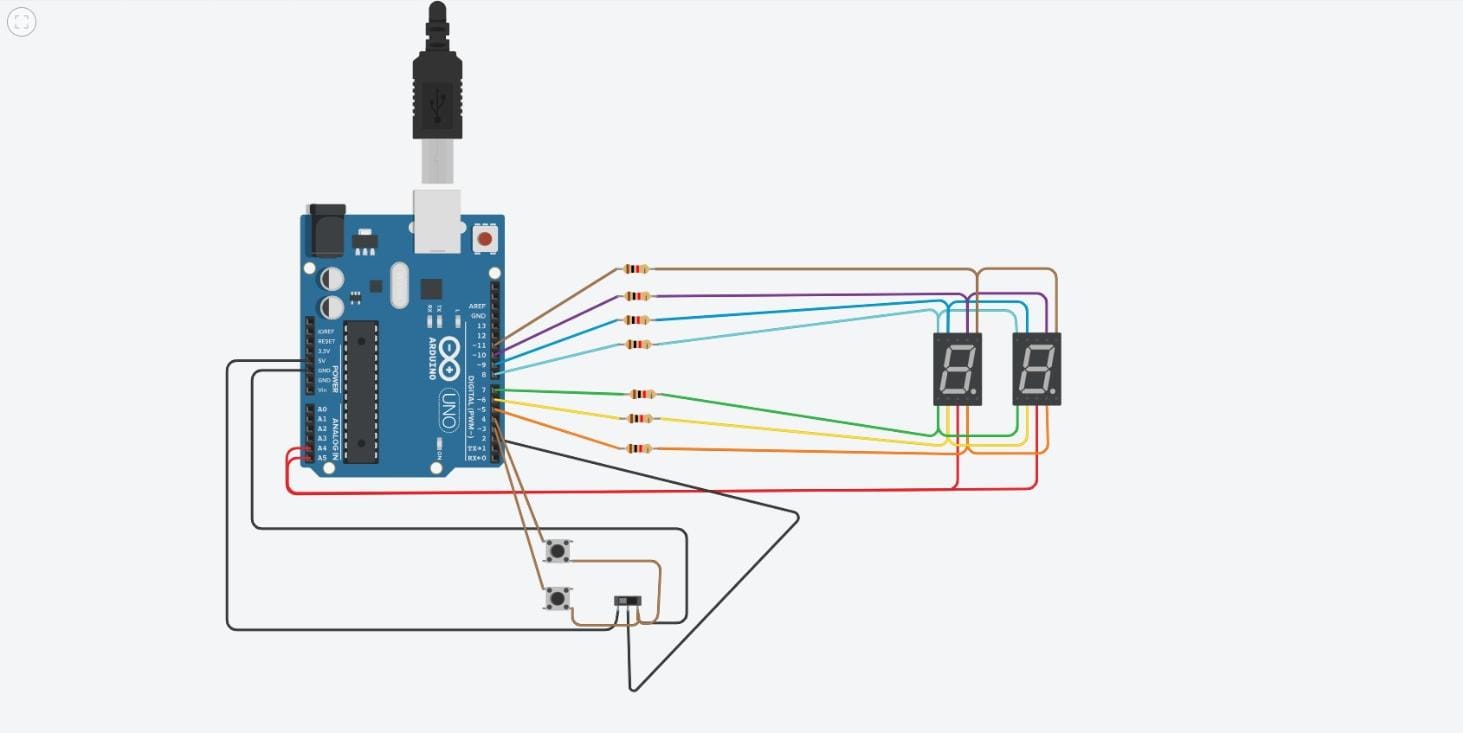 AREF
GND
13
12
~11
~10
~9
8
7
~6
~5
4
~3
2
TX→1
RX←0
IOREF
RESET
3.3V
5V
GND
GND
Vin
A0
A1
A2
A3
A4
A5
POWER
ANALOG IN
RX
TX
L
ARDUINO
UNO
DIGITAL (PWM~)
ON